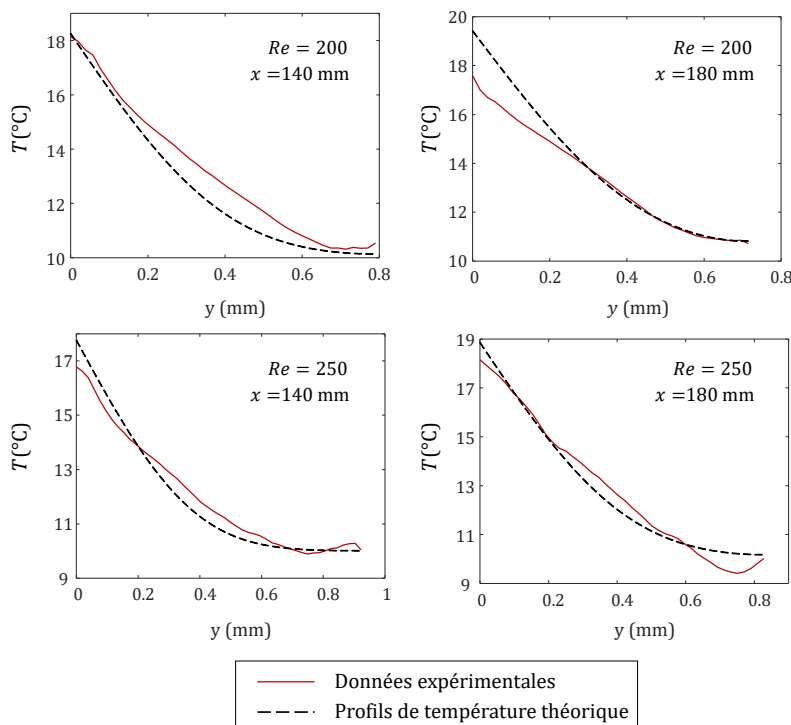 20
18
16
14
12
10
T (°C)
Re = 200
x =140 mm
0
0.2
0.4
0.6
0.8
y (mm)
20
18
16
14
12
10
T (°C)
Re = 200
x =180 mm
0
0.2
0.4
0.6
0.8
y (mm)
17
15
13
11
9
T (°C)
Re = 250
x =140 mm
0
0.2
0.4
0.6
0.8
1
y (mm)
19
17
15
13
11
9
T (°C)
Re = 250
x =180 mm
0
0.2
0.4
0.6
0.8
y (mm)
Données expérimentales
Profils de température théorique